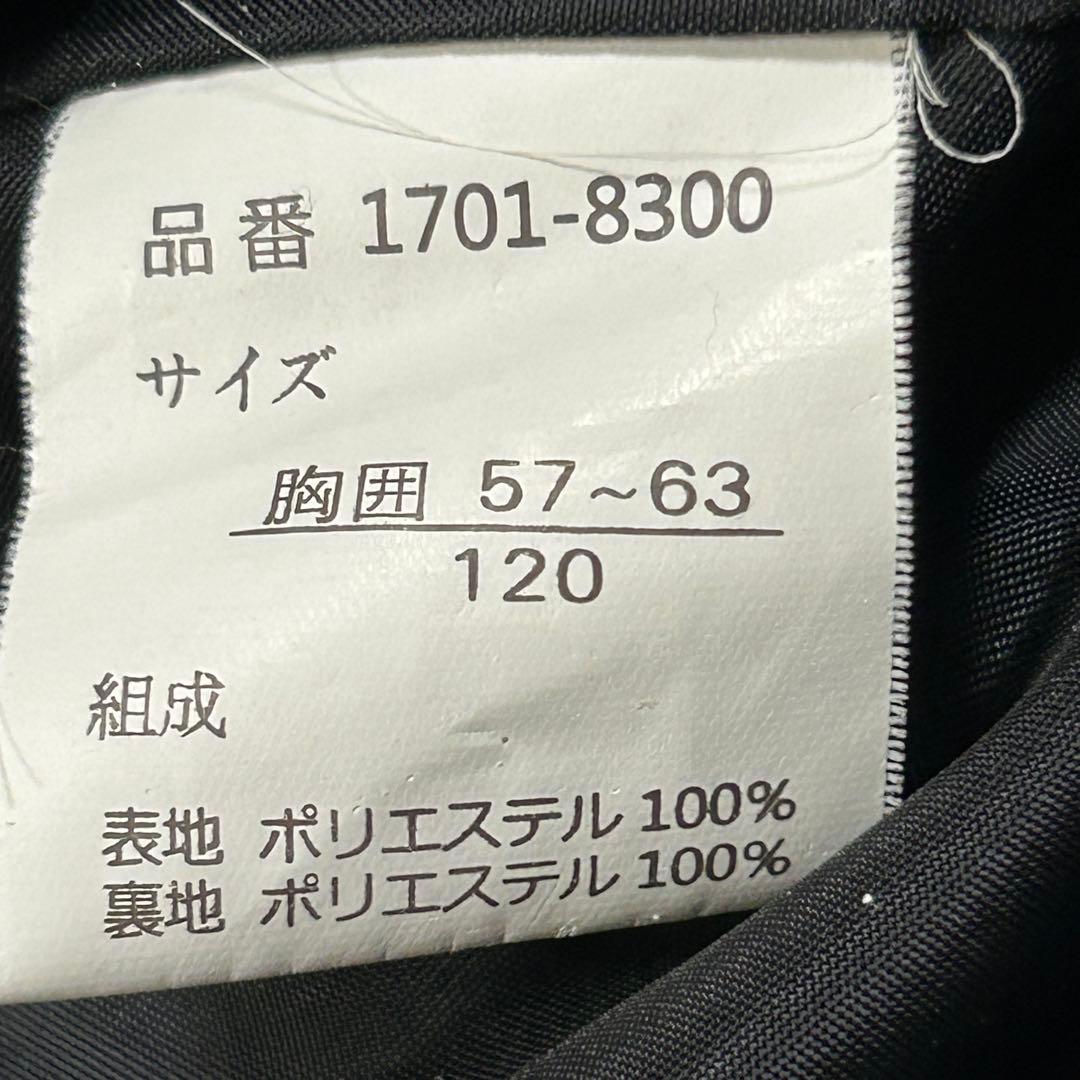 品番 1701-8300
サイズ
胸囲 57~63
120
組成
表地 ポリエステル 100%
裏地 ポリエステル 100%